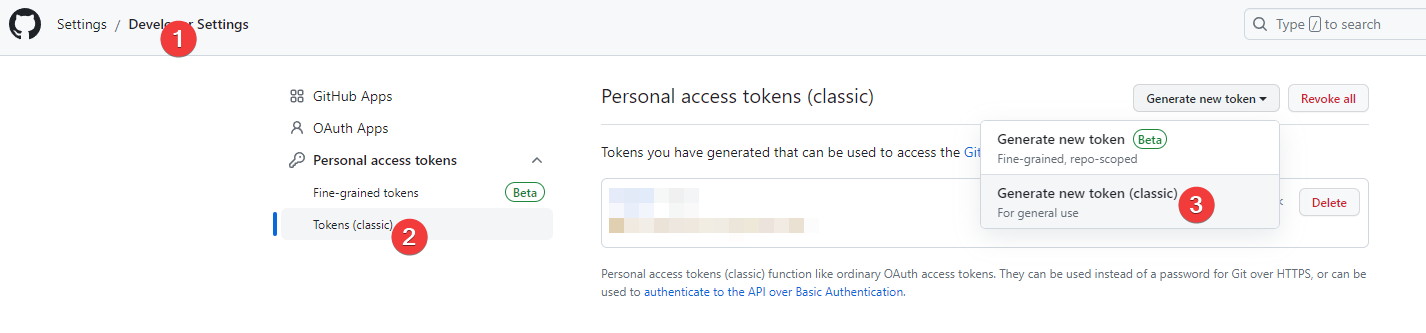 Settings / Developer Settings
1
Type / to search
GitHub Apps
OAuth Apps
Personal access tokens
Fine-grained tokens Beta
Tokens (classic)
2
Personal access tokens (classic)
Generate new token
Revoke all
Generate new token Beta
Fine-grained, repo-scoped
Generate new token (classic)
For general use
3
Tokens you have generated that can be used to access the
Delete
Personal access tokens (classic) function like ordinary OAuth access tokens. They can be used instead of a password for Git over HTTPS, or can be
used to authenticate to the API over Basic Authentication.